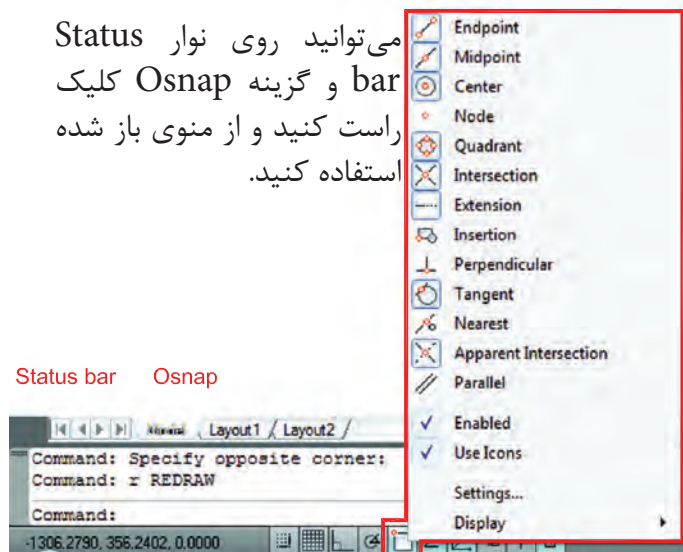 می‌توانید روی نوار Status
bar و گزینه Osnap کلیک
راست کنید و از منوی باز شده
استفاده کنید.
Endpoint
Midpoint
Center
Node
Quadrant
Intersection
Extension
Insertion
Perpendicular
Tangent
Nearest
Apparent Intersection
Parallel
Enabled
Use Icons
Settings...
Display
Status bar Osnap
Layout1 / Layout2 /
Command: Specify opposite corner:
Command: r REDRAW
Command:
-1306.2790, 356.2402, 0.0000